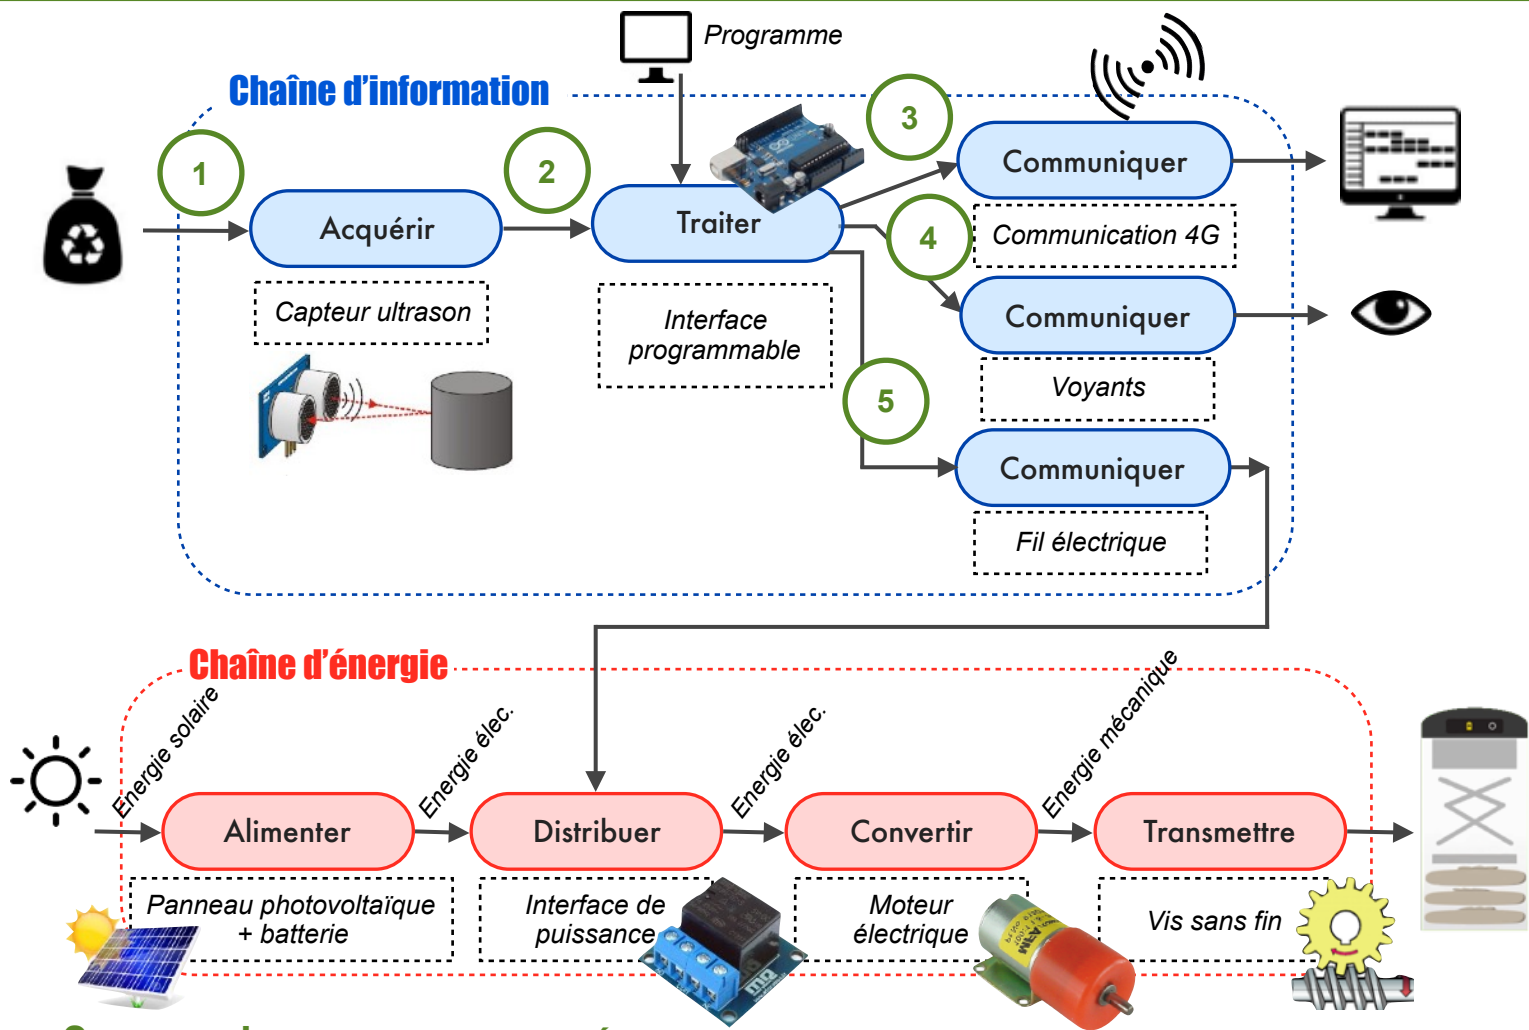 Programme
Chaîne d'information
1
2
3
Communiquer
Acquérir
Traiter
4
Communication 4G
Capteur ultrason
Interface
programmable
Communiquer
Voyants
5
Communiquer
Fil électrique
Chaîne d'énergie
Energie solaire
Energie élec.
Energie élec.
Energie mécanique
Alimenter
Distribuer
Convertir
Transmettre
Panneau photovoltaïque
+ batterie
Interface de
puissance
Moteur
électrique
Vis sans fin